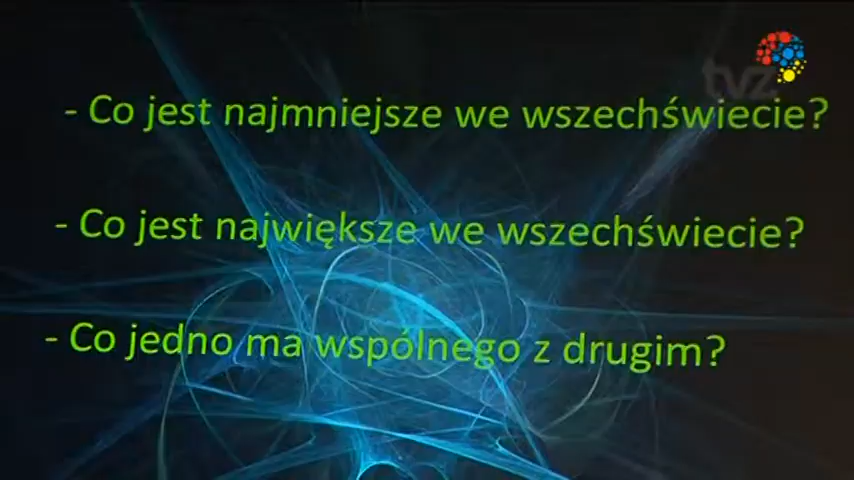 tvz
- Co jest najmniejsze we wszechświecie?
- Co jest największe we wszechświecie?
- Co jedno ma wspólnego z drugim?